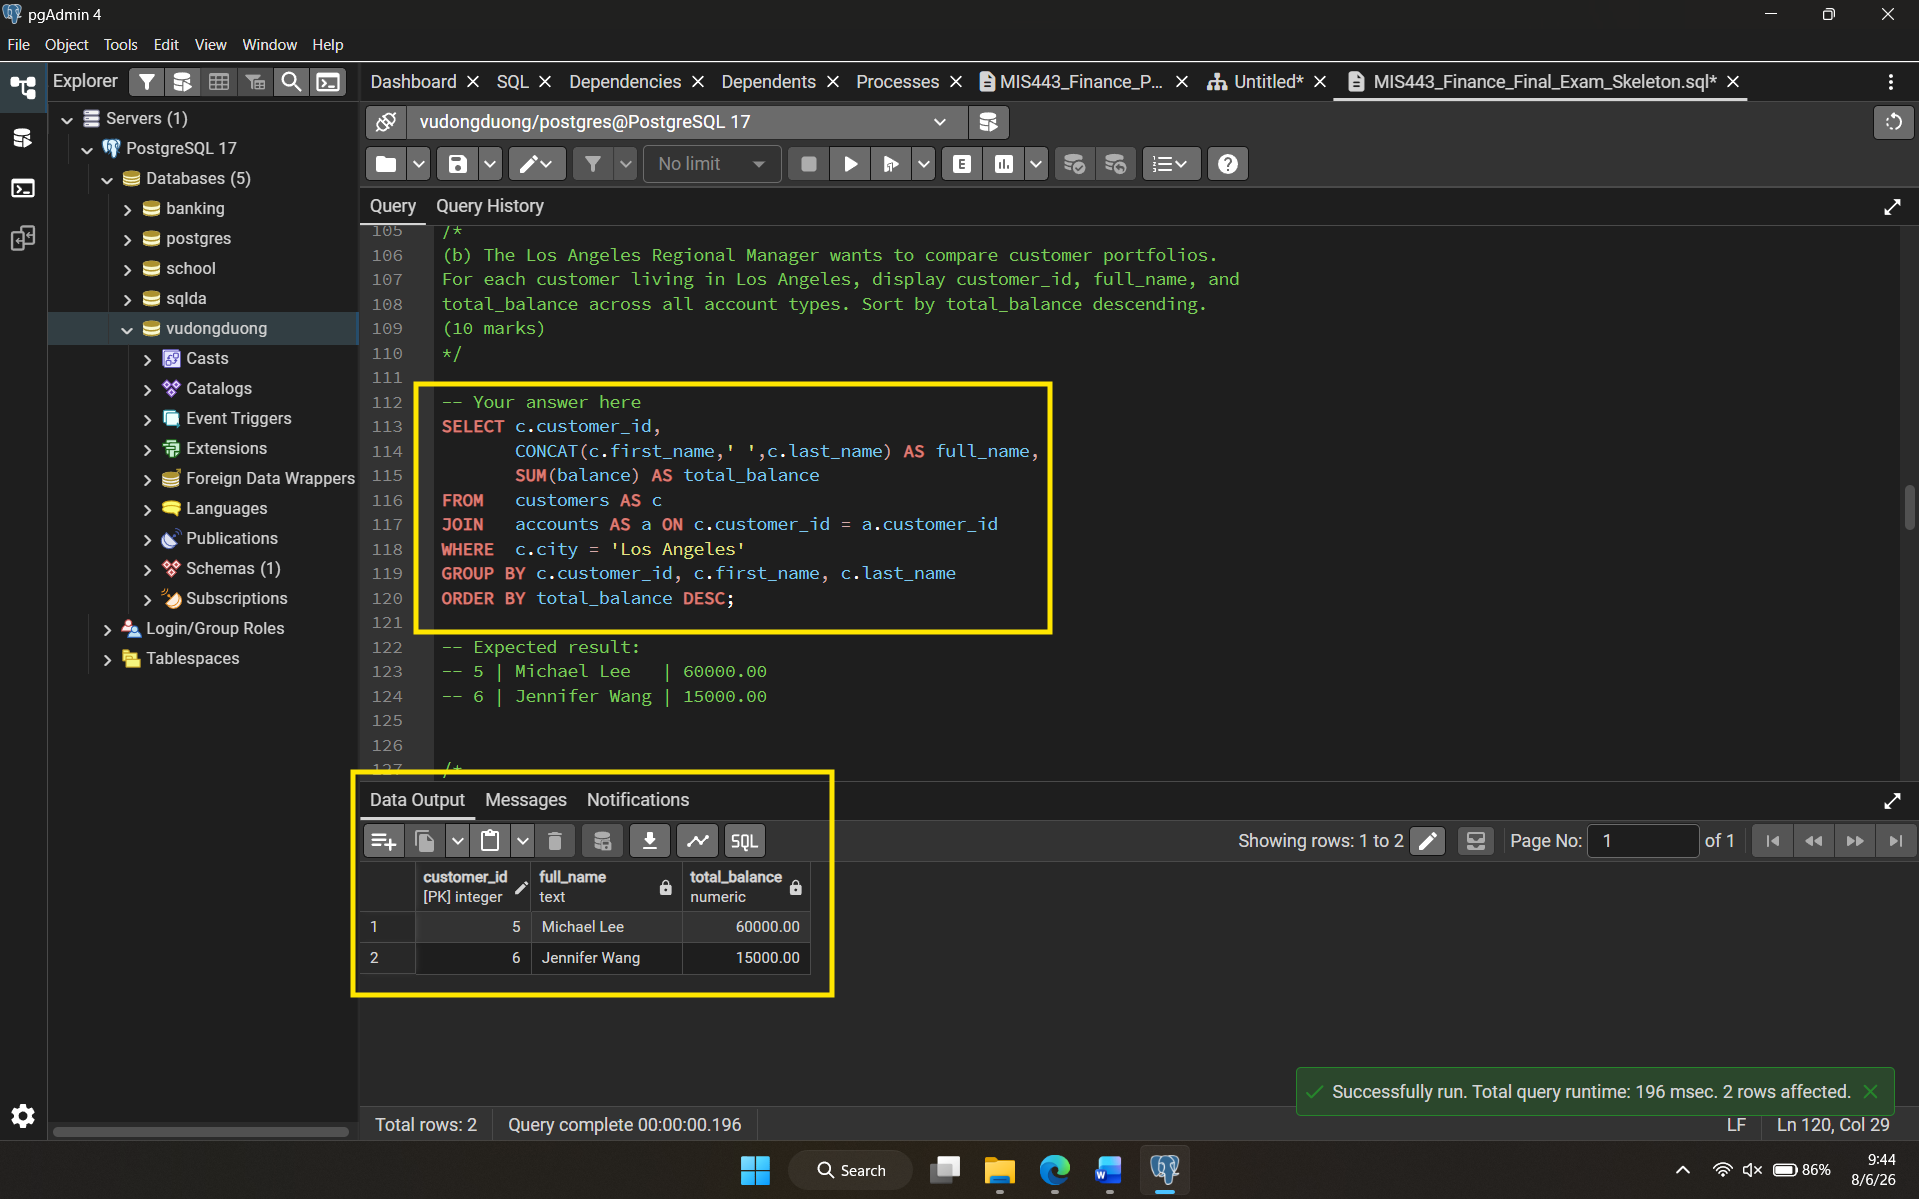 pgAdmin 4
File Object Tools Edit View Window Help
Explorer
Dashboard SQL Dependencies Dependents Processes MIS443_Finance_P... Untitled* MIS443_Finance_Final_Exam_Skeleton.sql*
Servers (1)
PostgreSQL 17
Databases (5)
banking
postgres
school
sqlda
vudongduong
Casts
Catalogs
Event Triggers
Extensions
Foreign Data Wrappers
Languages
Publications
Schemas (1)
Subscriptions
Login/Group Roles
Tablespaces
vudongduong/postgres@PostgreSQL 17
No limit
E
Query Query History
105 /*
106 (b) The Los Angeles Regional Manager wants to compare customer portfolios.
107 For each customer living in Los Angeles, display customer_id, full_name, and
108 total_balance across all account types. Sort by total_balance descending.
109 (10 marks)
110 */
111
112 -- Your answer here
113 SELECT c.customer_id,
114 CONCAT(c.first_name,' ',c.last_name) AS full_name,
115 SUM(balance) AS total_balance
116 FROM customers AS c
117 JOIN accounts AS a ON c.customer_id = a.customer_id
118 WHERE c.city = 'Los Angeles'
119 GROUP BY c.customer_id, c.first_name, c.last_name
120 ORDER BY total_balance DESC;
121
122 -- Expected result:
123 -- 5 | Michael Lee | 60000.00
124 -- 6 | Jennifer Wang | 15000.00
125
126
127 /*
Data Output Messages Notifications
SQL
Showing rows: 1 to 2
Page No: 1 of 1
customer_id full_name total_balance
[PK] integer text numeric
1 5 Michael Lee 60000.00
2 6 Jennifer Wang 15000.00
Successfully run. Total query runtime: 196 msec. 2 rows affected.
Total rows: 2 Query complete 00:00:00.196 LF Ln 120, Col 29
Search
86%
9:44
8/6/26